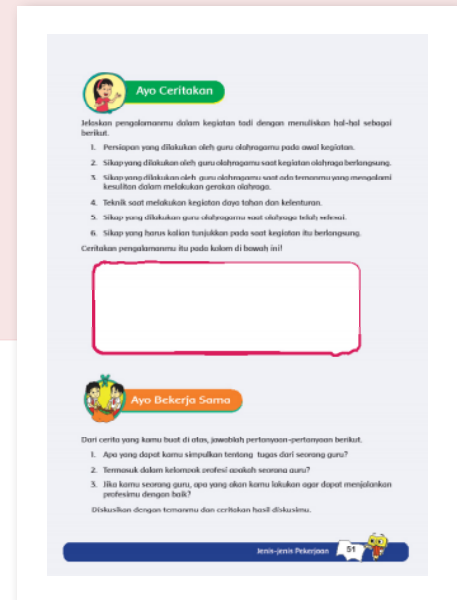 Ayo Ceritakan
Jelaskan pengalamanmu dalam kegiatan tadi dengan menuliskan hal-hal sebagai
berikut.
1. Persiapan yang dilakukan oleh guru olahragamu pada awal kegiatan.
2. Sikap yang dilakukan oleh guru olahragamu saat kegiatan olahraga berlangsung.
3. Sikap yang dilakukan oleh guru olahragamu saat ada temanmu yang mengalami
kesulitan dalam melakukan gerakan olahraga.
4. Teknik saat melakukan kegiatan daya tahan dan kelenturan.
5. Sikap yang dilakukan guru olahragamu saat olahraga telah selesai.
6. Sikap yang harus kalian tunjukkan pada saat kegiatan itu berlangsung.
Ceritakan pengalamanmu itu pada kolom di bawah ini!
Ayo Bekerja Sama
Dari cerita yang kamu buat di atas, jawablah pertanyaan-pertanyaan berikut.
1. Apa yang dapat kamu simpulkan tentang tugas dari seorang guru?
2. Termasuk dalam kelompok profesi apakah seorang guru?
3. Jika kamu seorang guru, apa yang akan kamu lakukan agar dapat menjalankan
profesimu dengan baik?
Diskusikan dengan temanmu dan ceritakan hasil diskusimu.
Jenis-jenis Pekerjaan 51